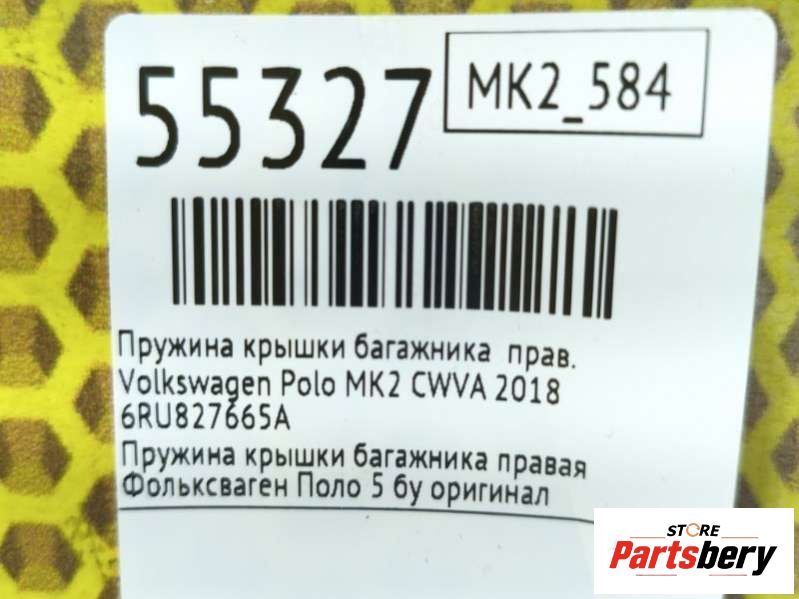 55327
MK2_584
Пружина крышки багажника прав.
Volkswagen Polo MK2 CWVA 2018
6RU827665A
Пружина крышки багажника правая
Фольксваген Поло 5 бу оригинал
STORE
Partsbery